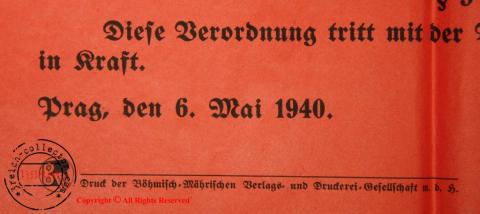 Diese Verordnung tritt mit der
in Kraft.
Prag, den 6. Mai 1940.
Druck der Böhmisch-Mährischen Verlags- und Druckerei-Gesellschaft m. b. H.
Copyright © All Rights Reserved